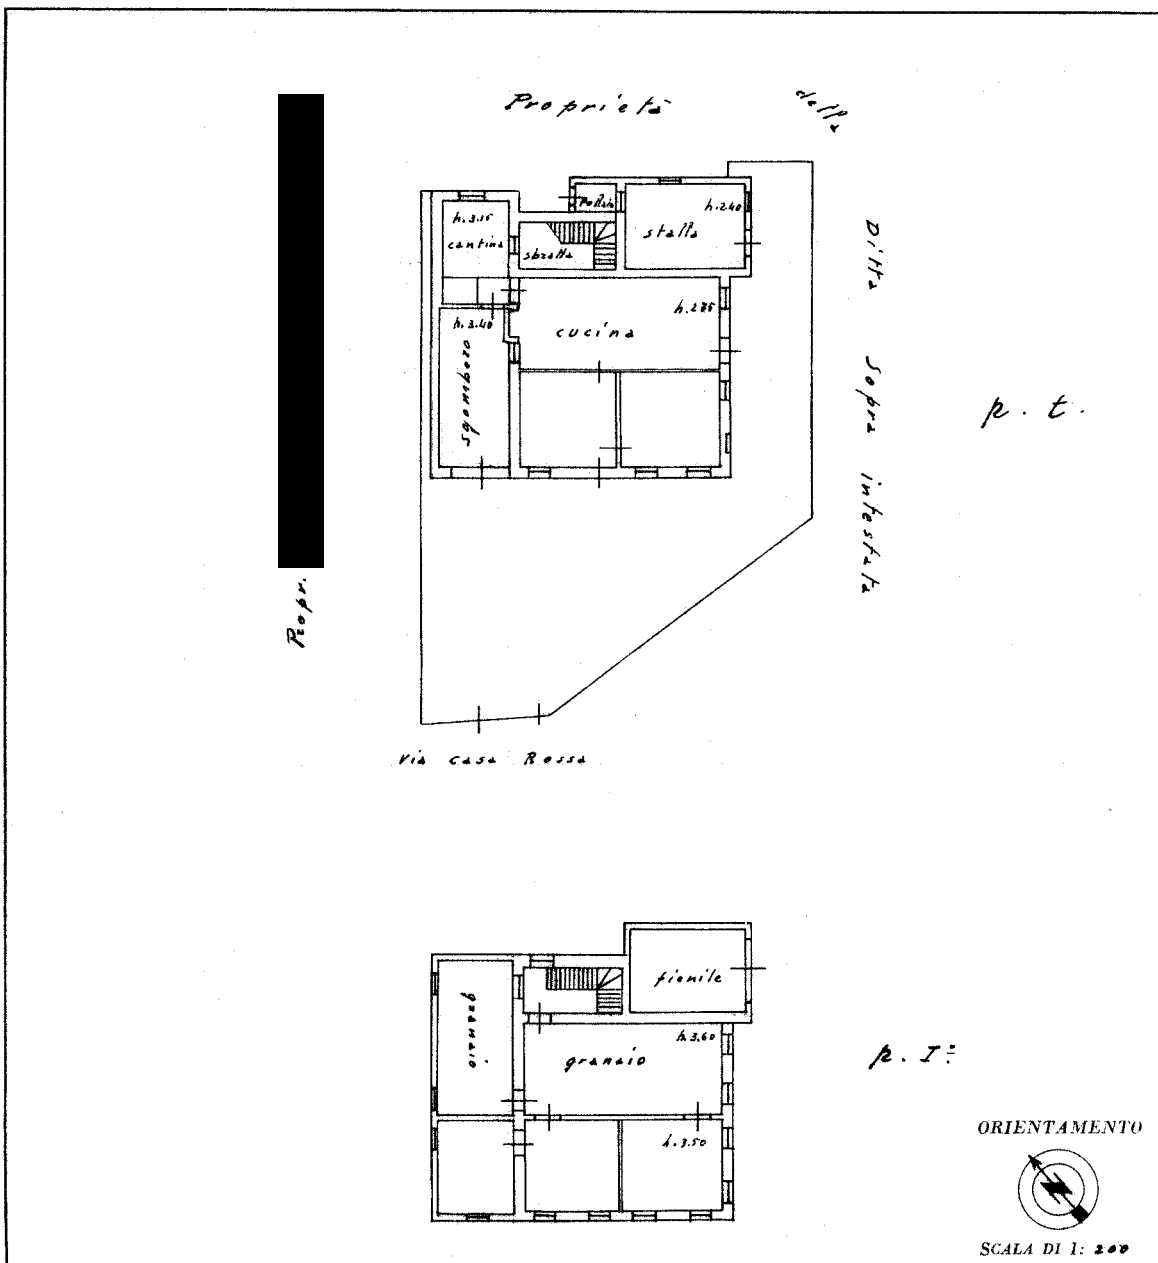 Proprietà della
Ditta sopra intestata
Propr.
pollaio
h. 2.40
stalla
h. 3.15
cantina
sbratta
h. 2.85
cucina
h. 3.40
sgombero
p. t.
Via casa Rossa
fienile
granaio
h. 3.60
granaio
h. 3.50
p. I°
ORIENTAMENTO
SCALA DI 1: 200